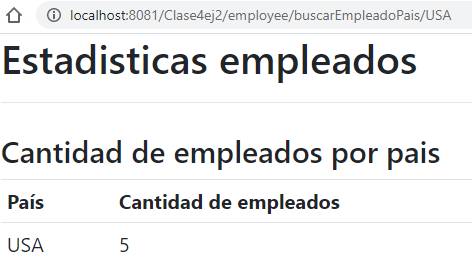 localhost:8081/Clase4ej2/employee/buscarEmpleadoPais/USA
Estadisticas empleados
Cantidad de empleados por pais
País Cantidad de empleados
USA 5